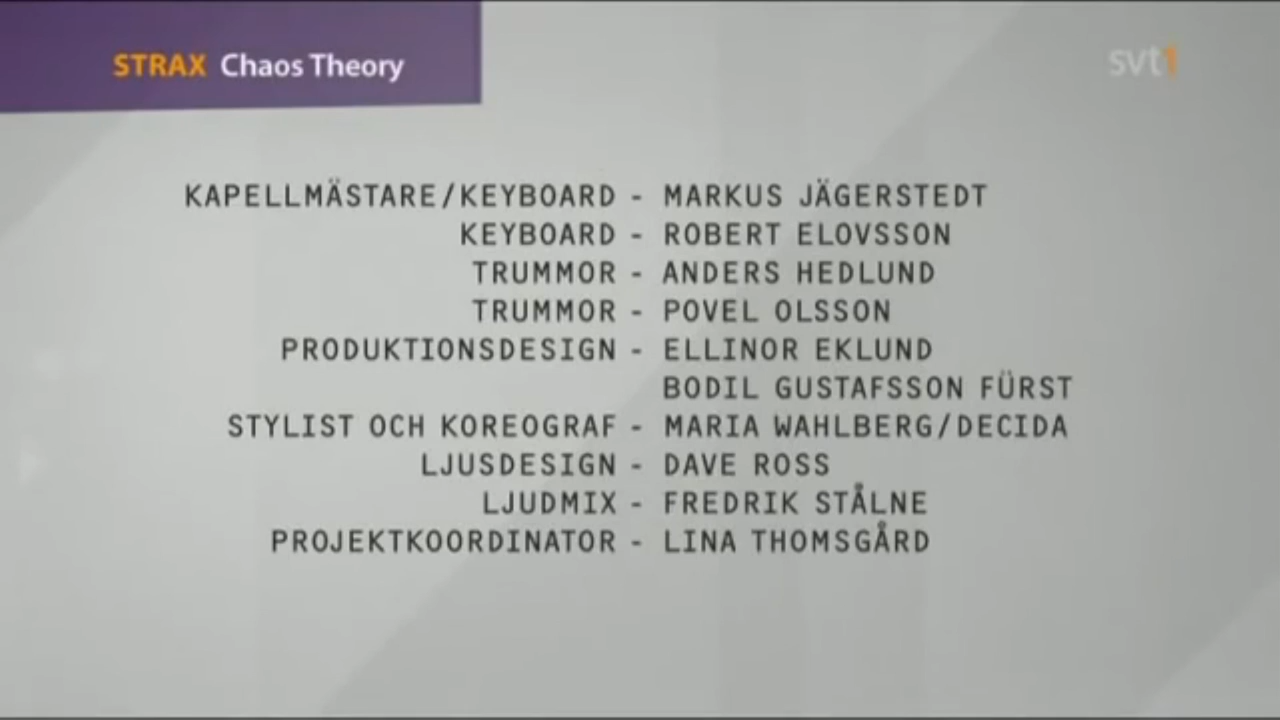 STRAX Chaos Theory
svt1
KAPELLMÄSTARE/KEYBOARD - MARKUS JÄGERSTEDT
KEYBOARD - ROBERT ELOVSSON
TRUMMOR - ANDERS HEDLUND
TRUMMOR - POVEL OLSSON
PRODUKTIONSDESIGN - ELLINOR EKLUND
BODIL GUSTAFSSON FÜRST
STYLIST OCH KOREOGRAF - MARIA WAHLBERG/DECIDA
LJUSDESIGN - DAVE ROSS
LJUDMIX - FREDRIK STÅLNE
PROJEKTKOORDINATOR - LINA THOMSGÅRD